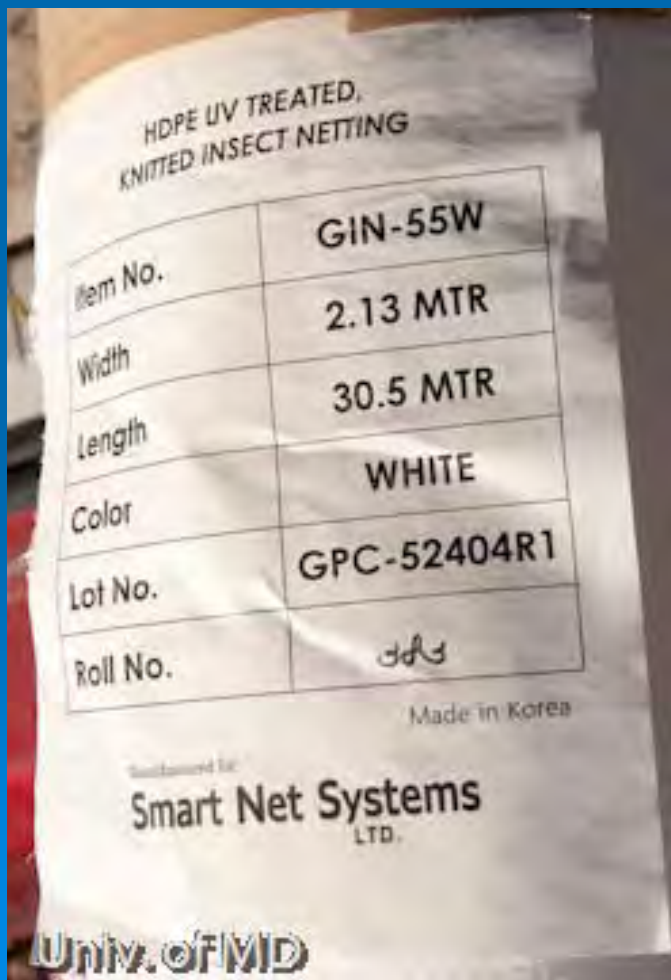 HDPE UV TREATED,
KNITTED INSECT NETTING
Item No. GIN-55W
Width 2.13 MTR
Length 30.5 MTR
Color WHITE
Lot No. GPC-52404R1
Roll No.
Made in Korea
Smart Net Systems
LTD.
Univ. of MD